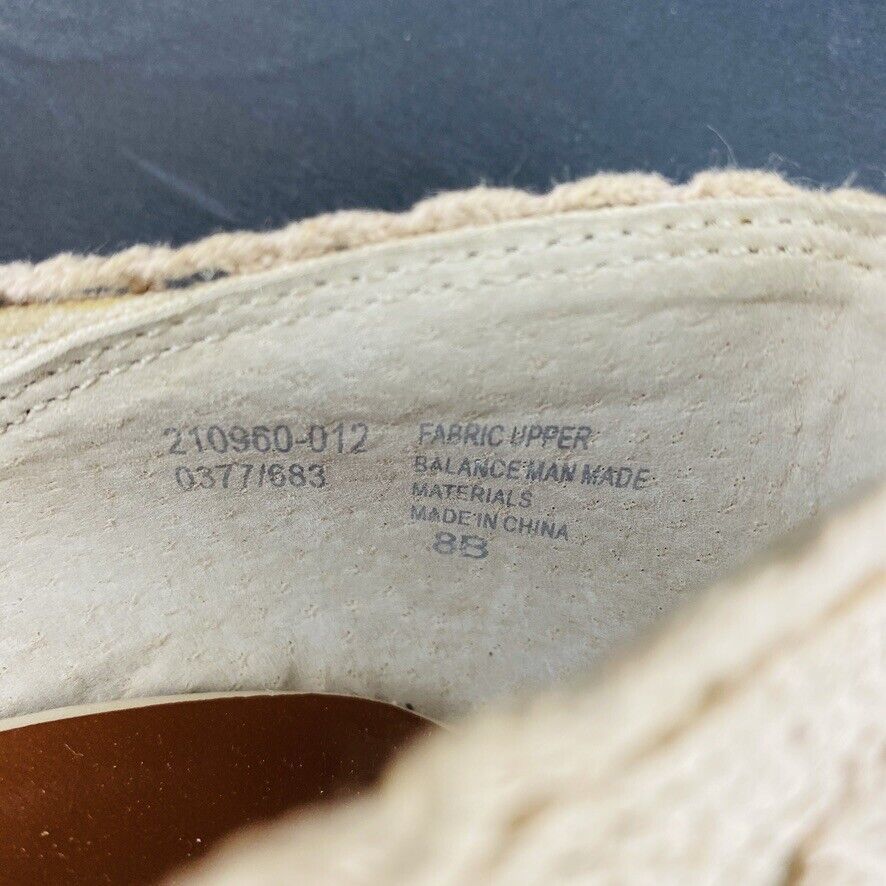 210960-012
0377/683
FABRIC UPPER
BALANCE MAN MADE
MATERIALS
MADE IN CHINA
8B